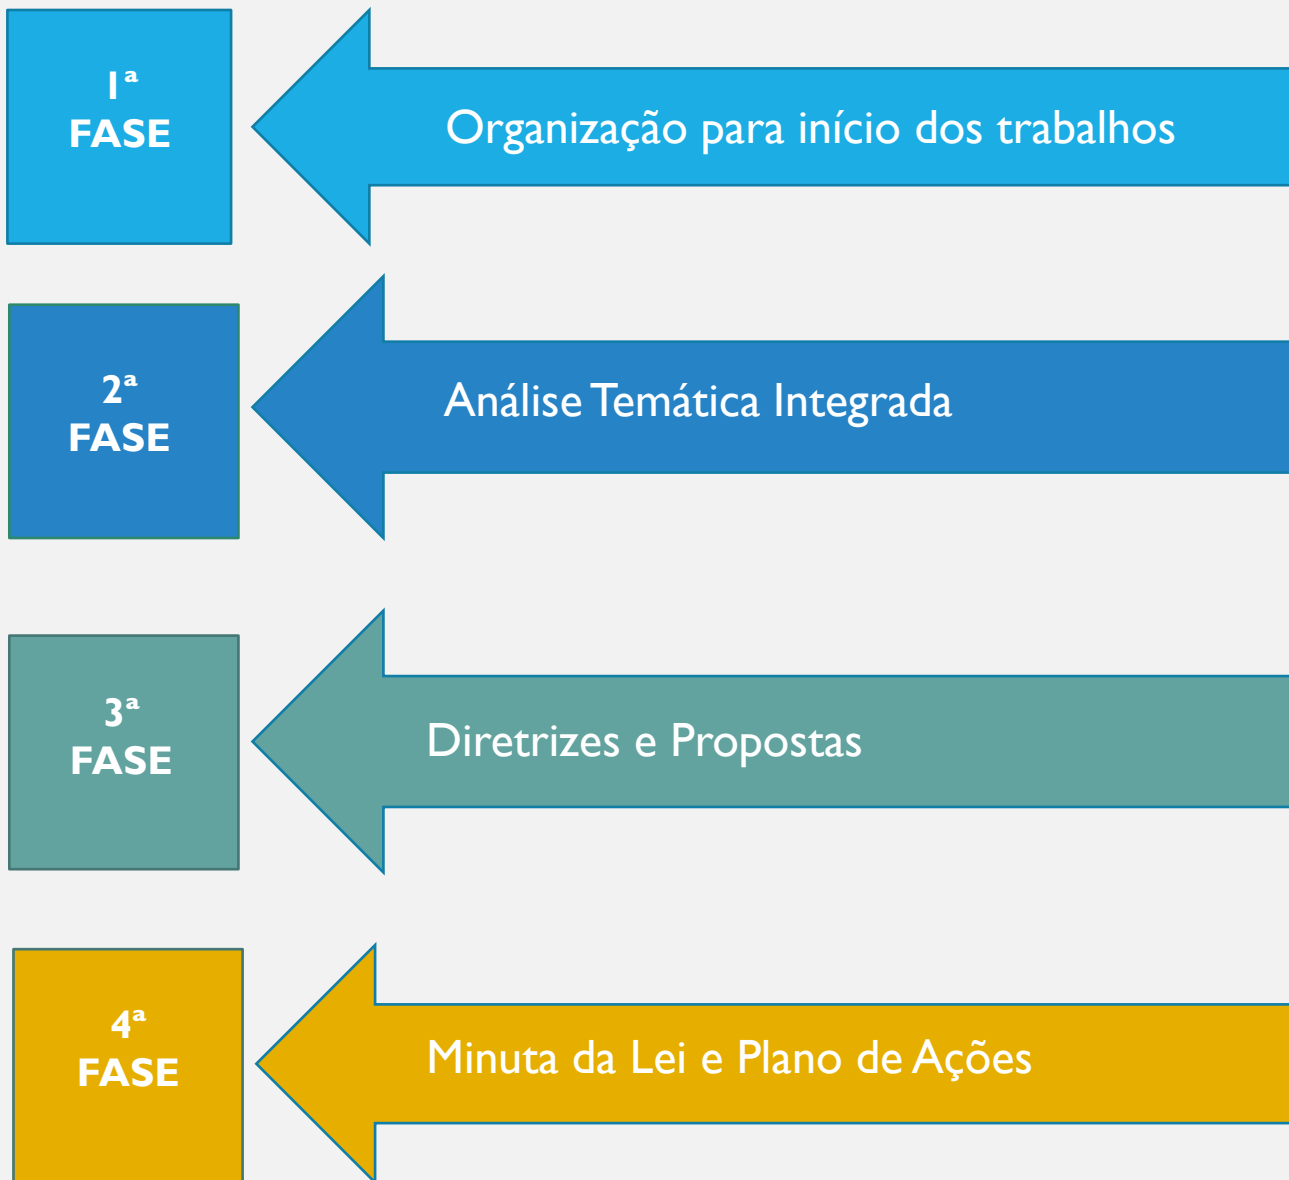 1ª
FASE
Organização para início dos trabalhos
2ª
FASE
Análise Temática Integrada
3ª
FASE
Diretrizes e Propostas
4ª
FASE
Minuta da Lei e Plano de Ações